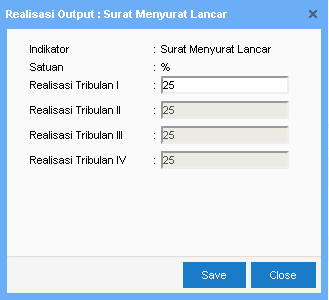 Realisasi Output : Surat Menyurat Lancar ×
Indikator : Surat Menyurat Lancar
Satuan : %
Realisasi Tribulan I : 25
Realisasi Tribulan II : 25
Realisasi Tribulan III : 25
Realisasi Tribulan IV : 25
Save Close